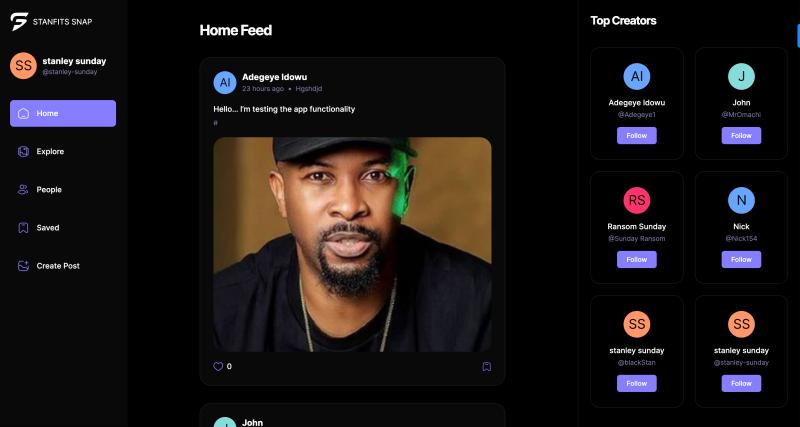 STANFITS SNAP
SS
stanley sunday
@stanley-sunday
Home
Explore
People
Saved
Create Post
Home Feed
AI
Adegeye Idowu
23 hours ago • Hgshdjd
Hello... I'm testing the app functionality
#
0
J
John
Top Creators
AI
Adegeye Idowu
@Adegeye1
Follow
J
John
@MrOmachi
Follow
RS
Ransom Sunday
@Sunday Ransom
Follow
N
Nick
@Nick154
Follow
SS
stanley sunday
@blackStan
Follow
SS
stanley sunday
@stanley-sunday
Follow